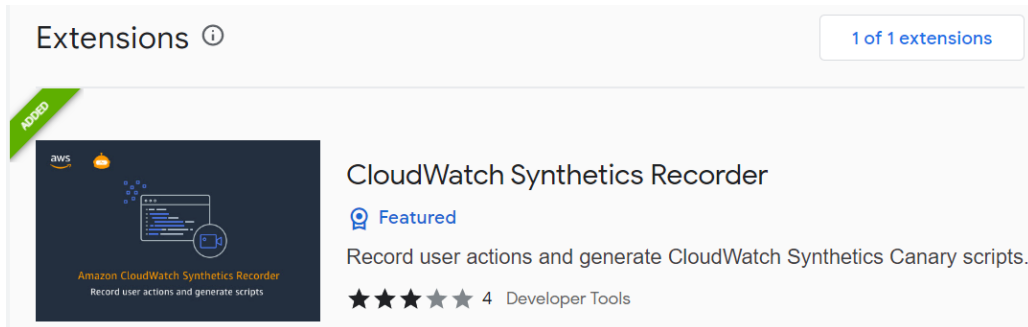 Extensions
1 of 1 extensions
ADDED
aws
Amazon CloudWatch Synthetics Recorder
Record user actions and generate scripts
CloudWatch Synthetics Recorder
Featured
Record user actions and generate CloudWatch Synthetics Canary scripts.
4 Developer Tools